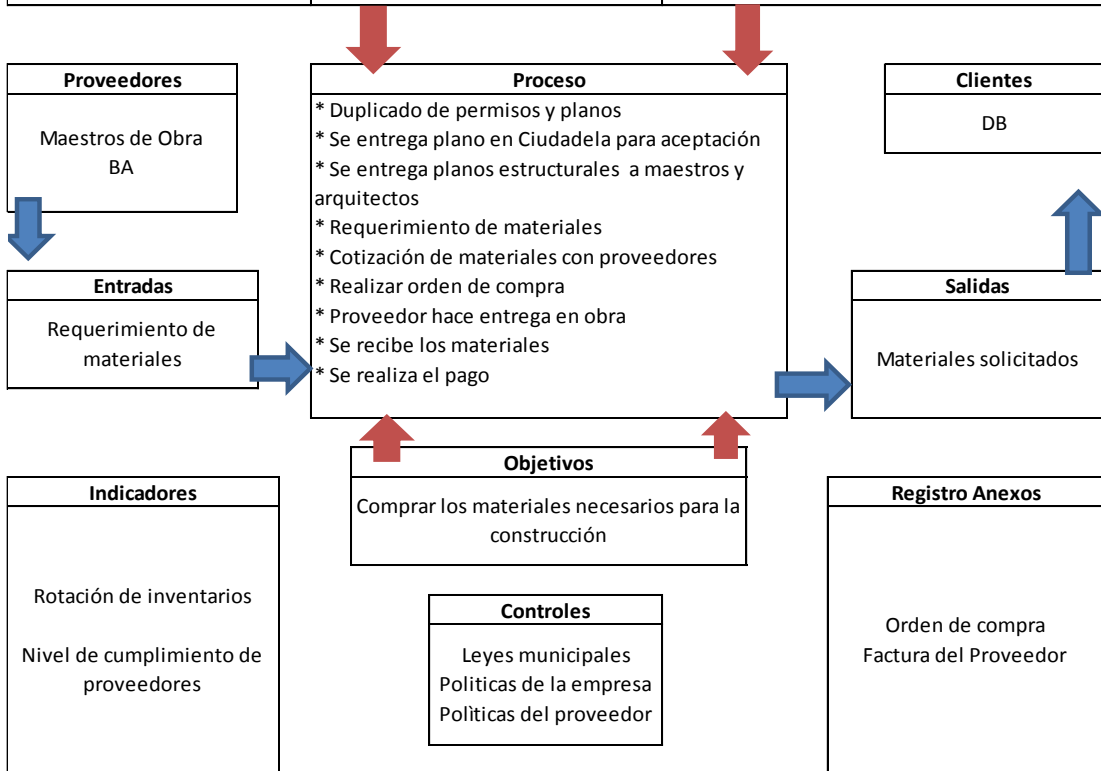 Proveedores
Maestros de Obra
BA
Proceso
* Duplicado de permisos y planos
* Se entrega plano en Ciudadela para aceptación
* Se entrega planos estructurales a maestros y
arquitectos
* Requerimiento de materiales
* Cotización de materiales con proveedores
* Realizar orden de compra
* Proveedor hace entrega en obra
* Se recibe los materiales
* Se realiza el pago
Clientes
DB
Entradas
Requerimiento de
materiales
Salidas
Materiales solicitados
Objetivos
Comprar los materiales necesarios para la
construcción
Indicadores
Rotación de inventarios
Nivel de cumplimiento de
proveedores
Controles
Leyes municipales
Politicas de la empresa
Polìticas del proveedor
Registro Anexos
Orden de compra
Factura del Proveedor